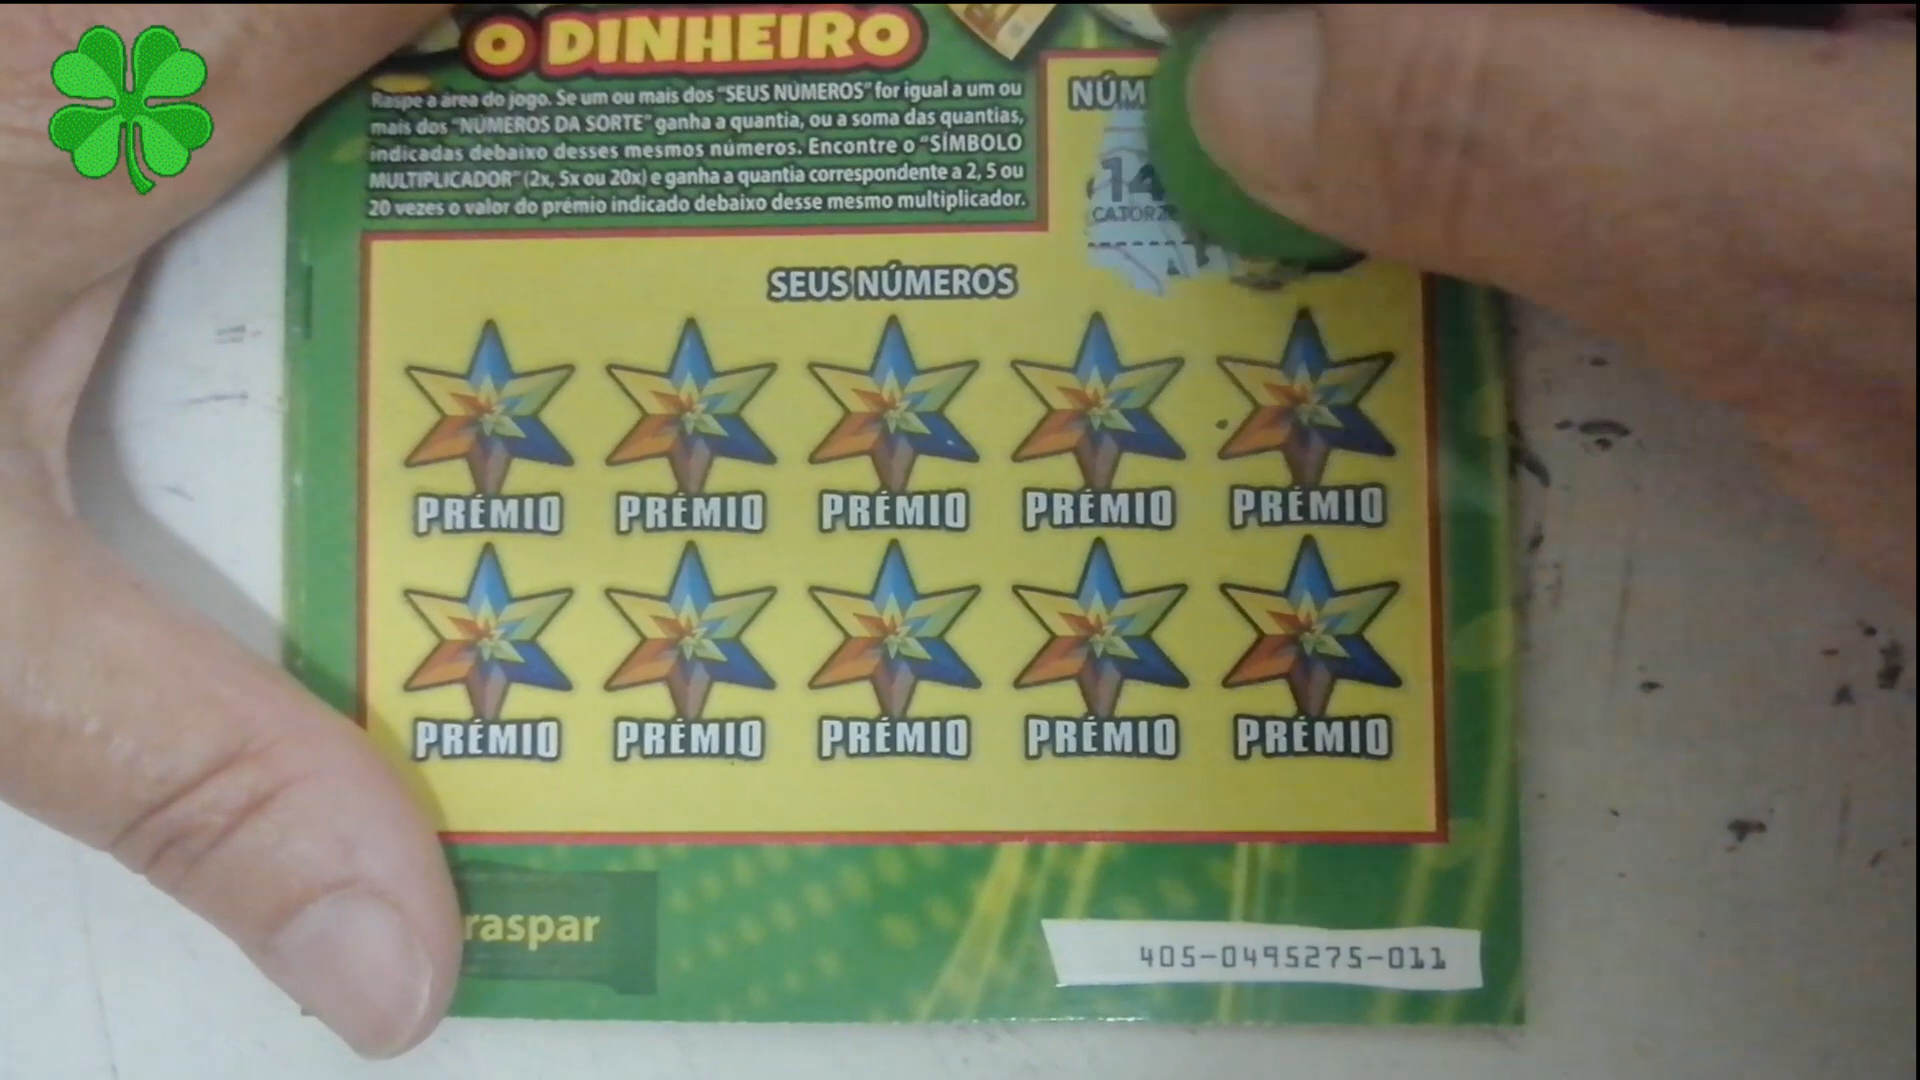 O DINHEIRO
Raspe a área do jogo. Se um ou mais dos "SEUS NÚMEROS" for igual a um ou
mais dos "NÚMEROS DA SORTE" ganha a quantia, ou a soma das quantias,
indicadas debaixo desses mesmos números. Encontre o "SÍMBOLO
MULTIPLICADOR" (2x, 5x ou 20x) e ganha a quantia correspondente a 2, 5 ou
20 vezes o valor do prémio indicado debaixo desse mesmo multiplicador.
NÚM
14
CATORZ
SEUS NÚMEROS
PRÉMIO PRÉMIO PRÉMIO PRÉMIO PRÉMIO
PRÉMIO PRÉMIO PRÉMIO PRÉMIO PRÉMIO
raspar
405-0495275-011